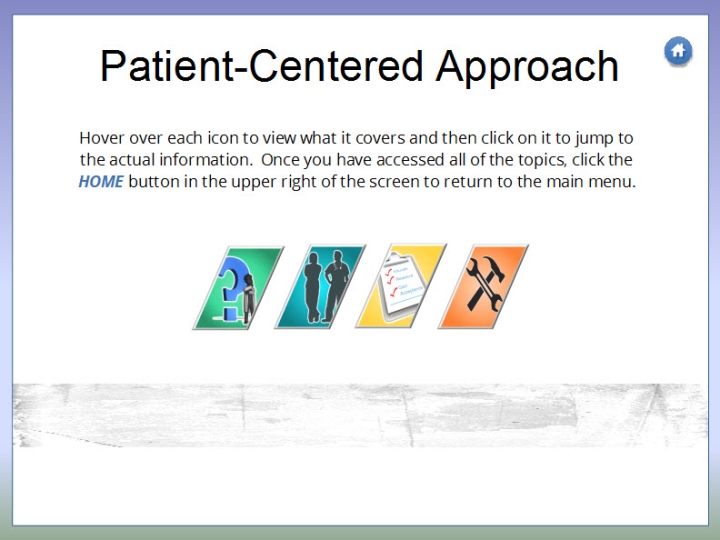 Patient-Centered Approach
Hover over each icon to view what it covers and then click on it to jump to
the actual information. Once you have accessed all of the topics, click the
HOME button in the upper right of the screen to return to the main menu.